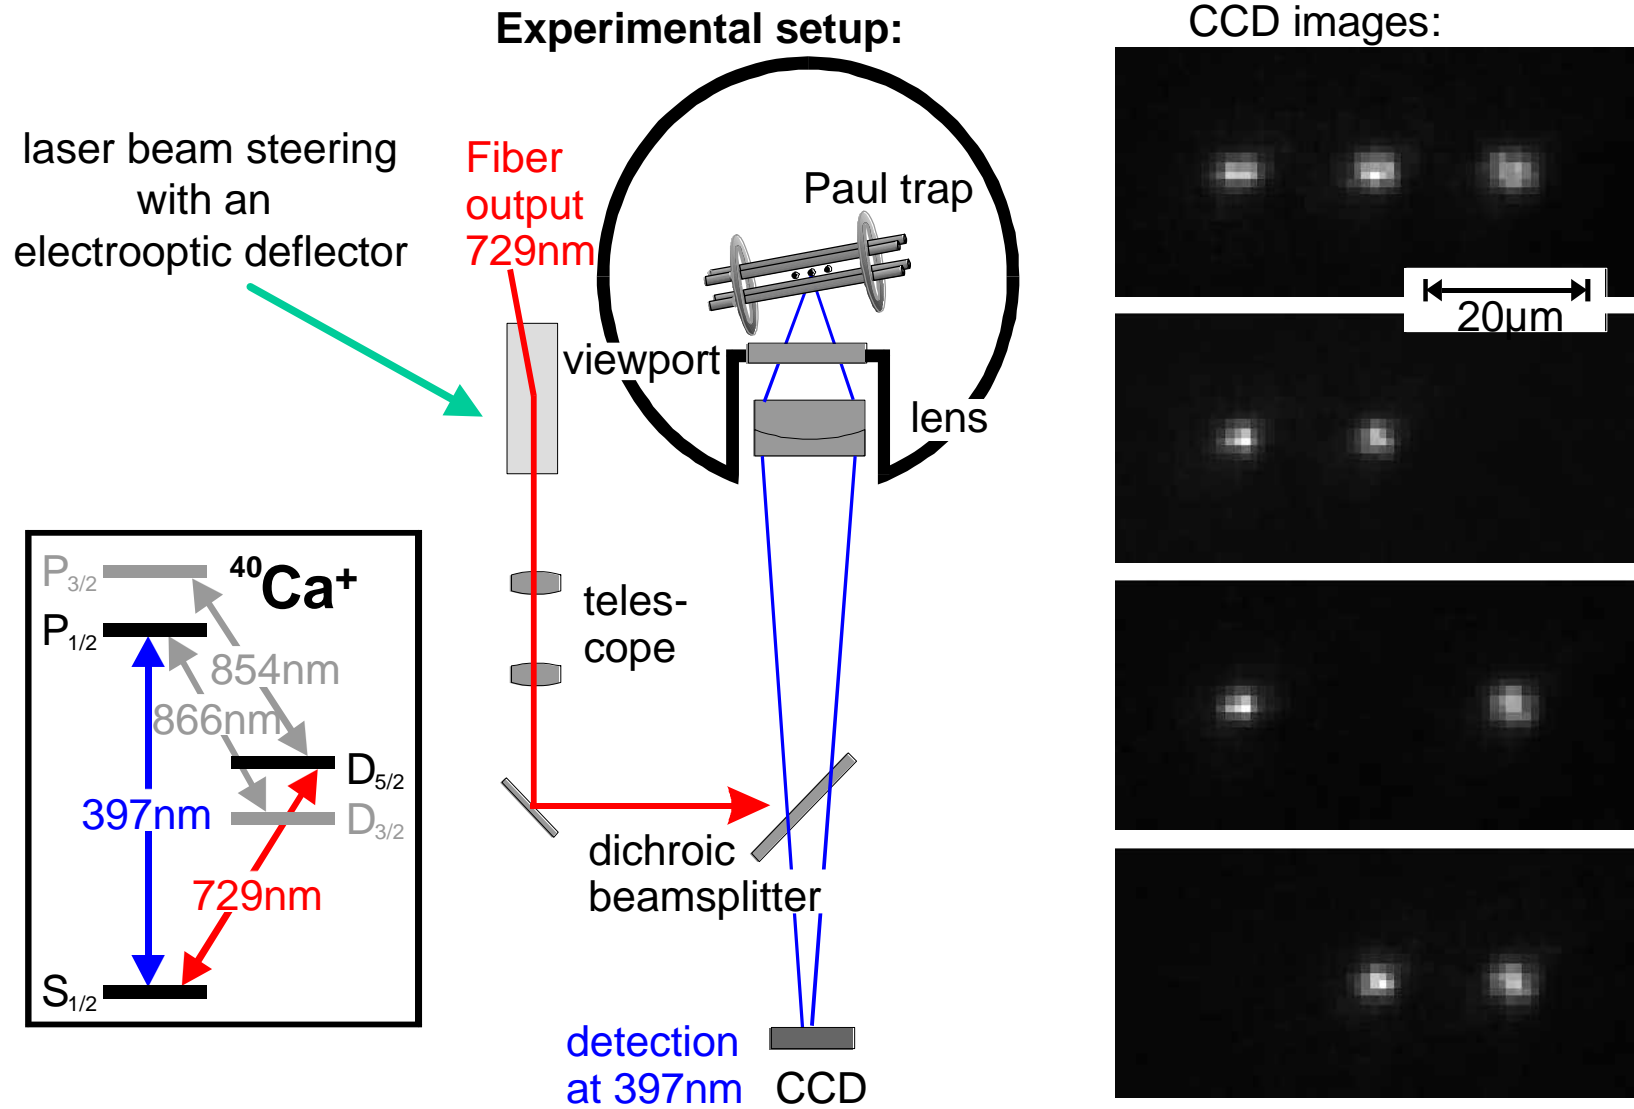 Experimental setup:
CCD images:
laser beam steering
with an
electrooptic deflector
Fiber
output
729nm
Paul trap
viewport
lens
20µm
teles-
cope
dichroic
beamsplitter
detection
at 397nm
CCD
P3/2
40Ca+
P1/2
854nm
866nm
D5/2
397nm
D3/2
729nm
S1/2